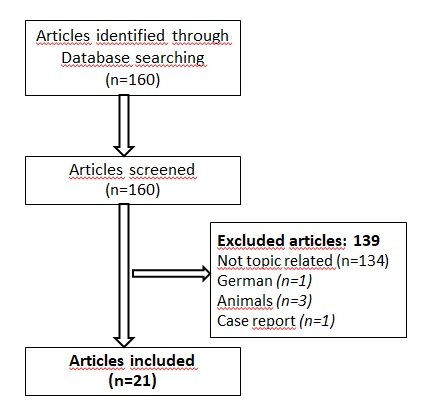 Articles identified through
Database searching
(n=160)
Articles screened
(n=160)
Excluded articles: 139
Not topic related (n=134)
German (n=1)
Animals (n=3)
Case report (n=1)
Articles included
(n=21)